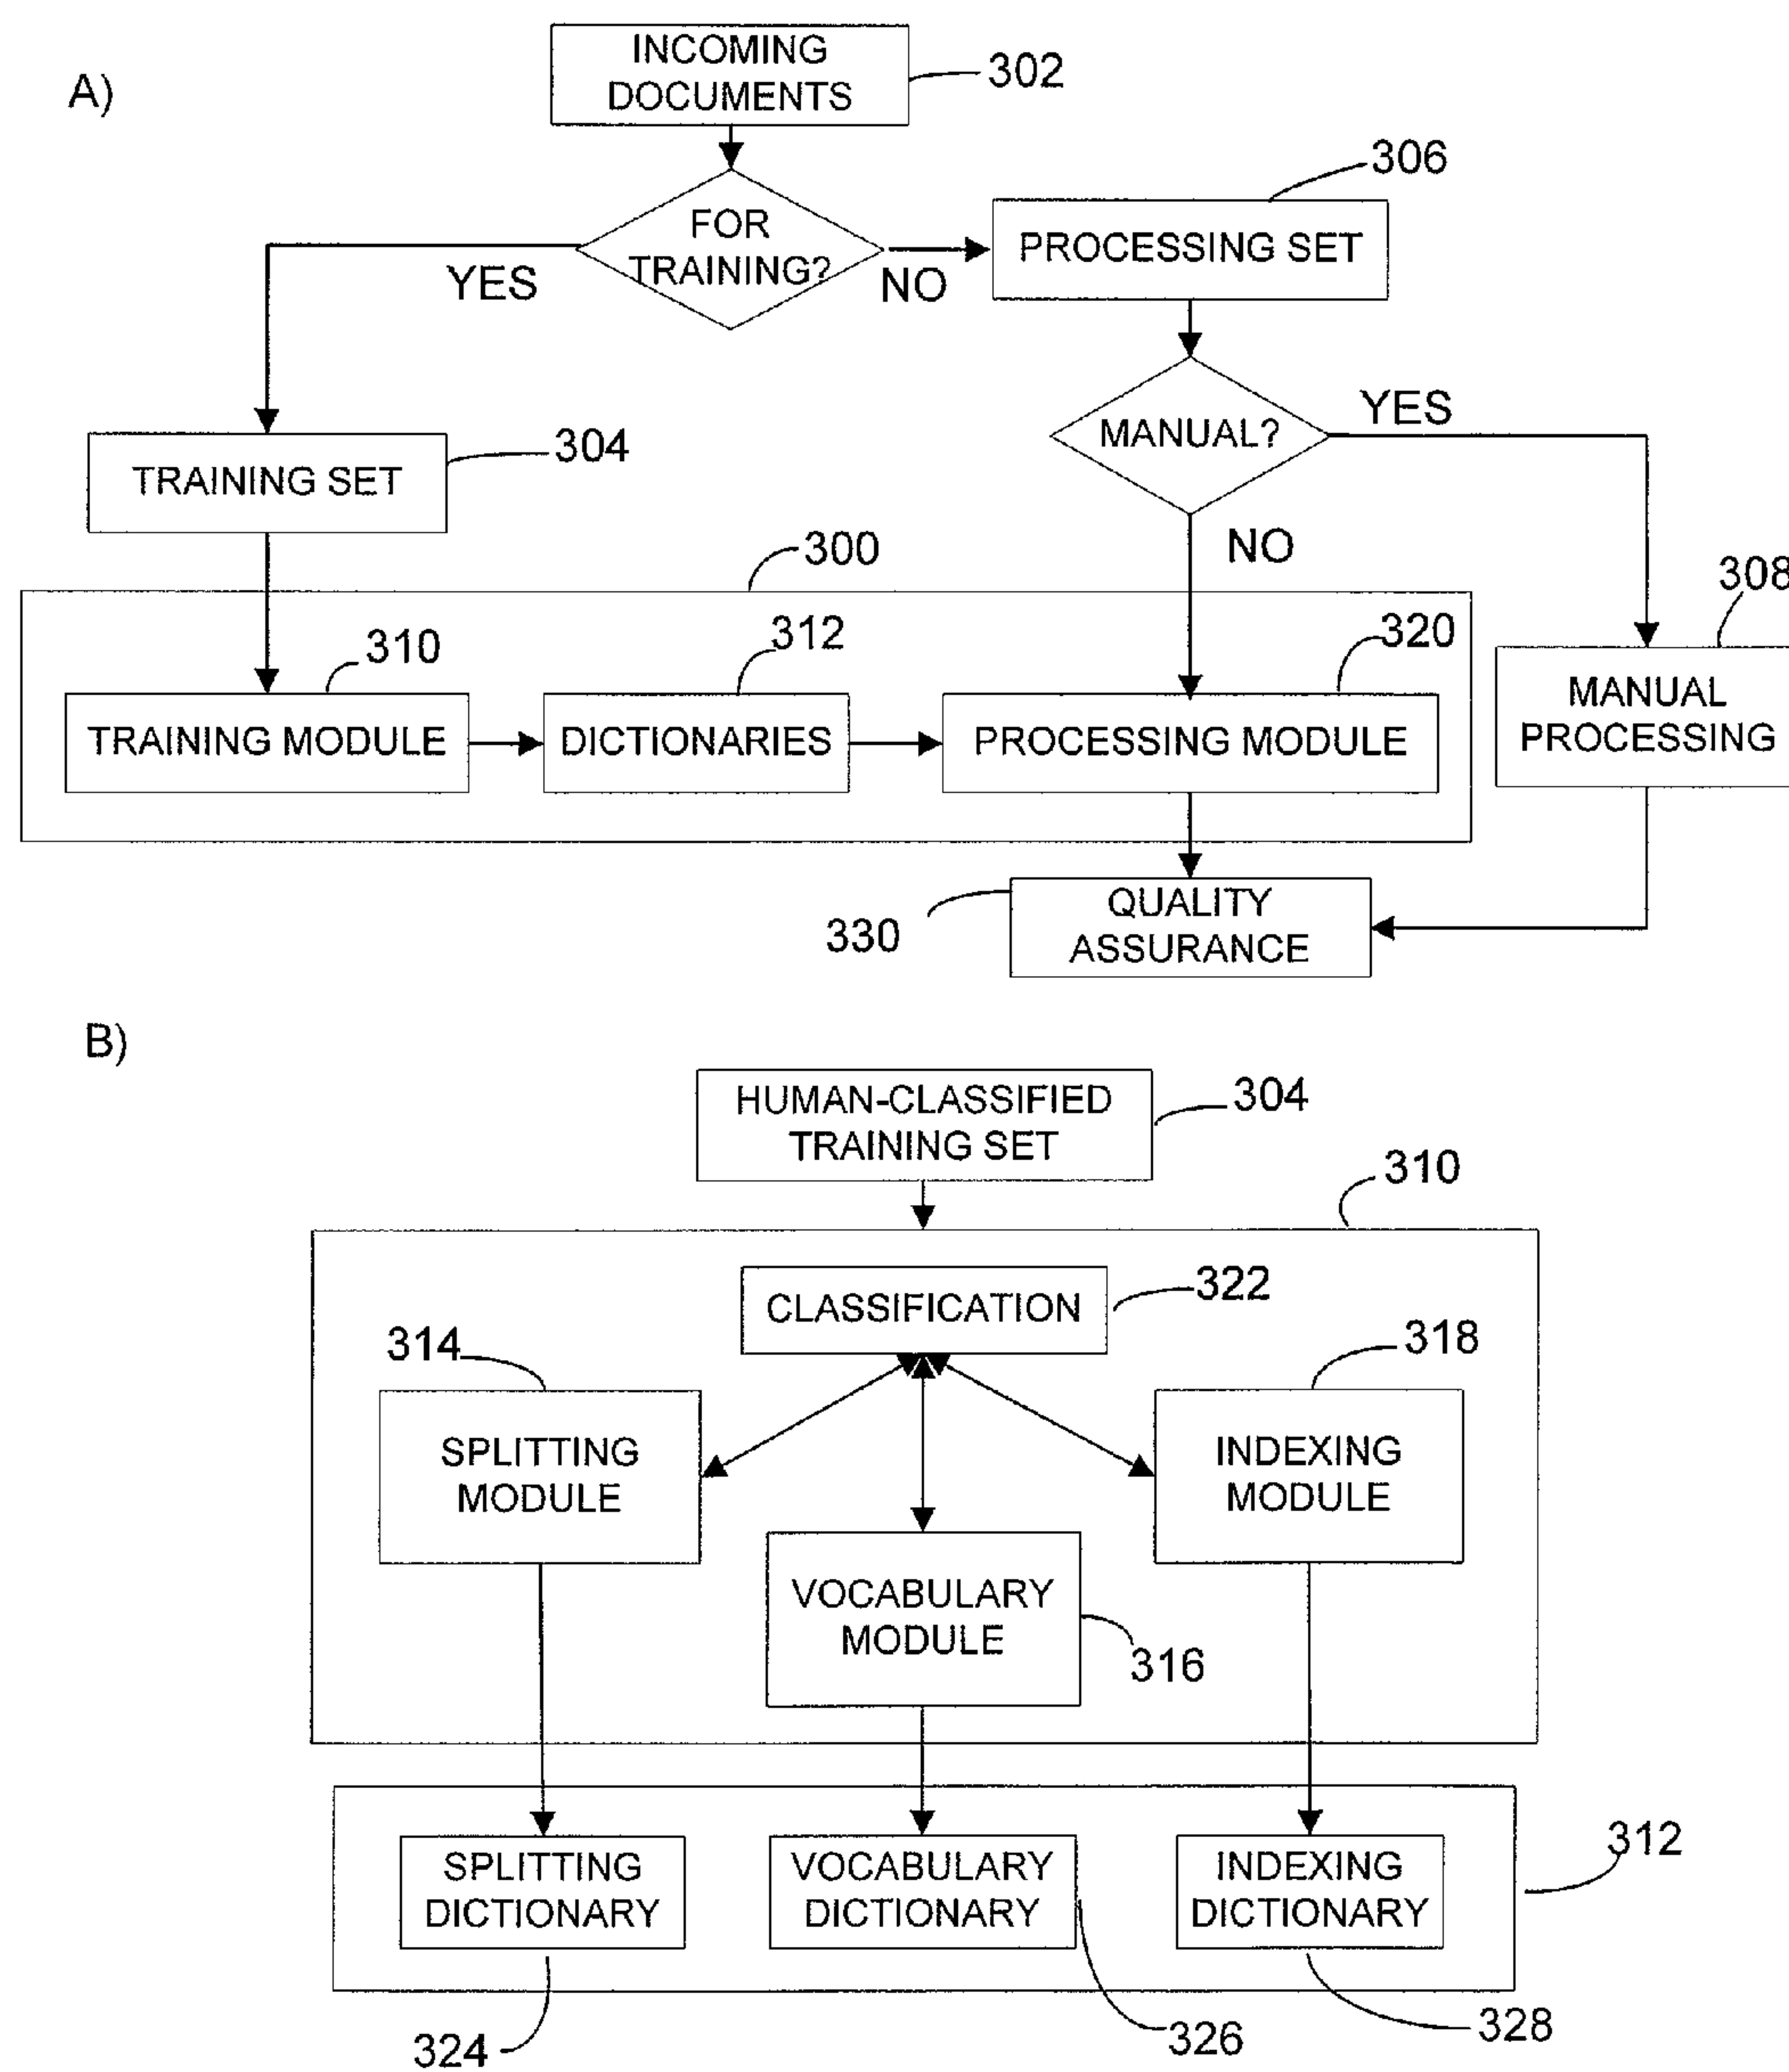 A)
INCOMING
DOCUMENTS
302
306
FOR
TRAINING?
PROCESSING SET
YES
NO
MANUAL?
YES
TRAINING SET
304
NO
300
308
310
312
320
TRAINING MODULE
DICTIONARIES
PROCESSING MODULE
MANUAL
PROCESSING
QUALITY
ASSURANCE
330
B)
HUMAN-CLASSIFIED
TRAINING SET
304
310
CLASSIFICATION
322
314
318
SPLITTING
MODULE
INDEXING
MODULE
VOCABULARY
MODULE
316
SPLITTING
DICTIONARY
VOCABULARY
DICTIONARY
INDEXING
DICTIONARY
312
324
326
328